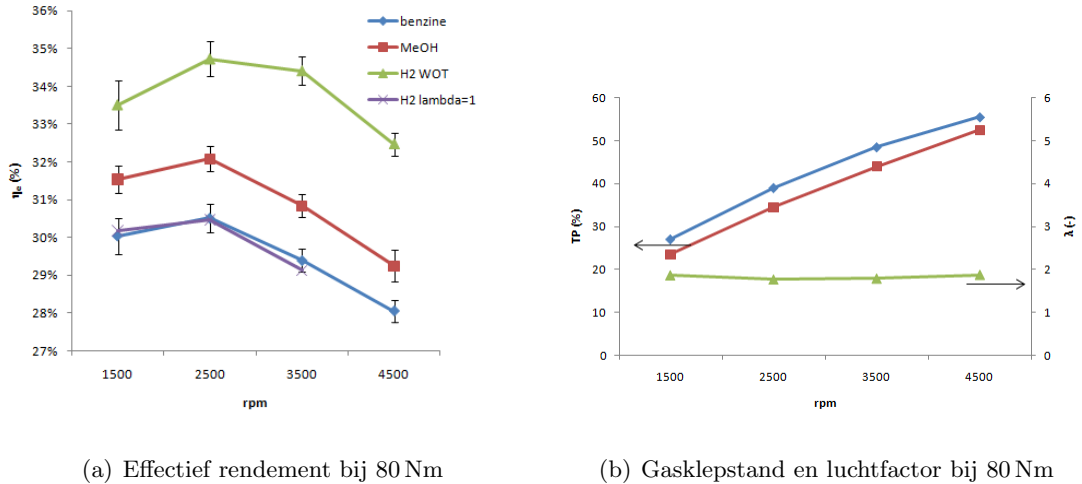 ηe (%)
36%
35%
34%
33%
32%
31%
30%
29%
28%
27%
1500 2500 3500 4500
rpm
benzine
MeOH
H2 WOT
H2 lambda=1
(a) Effectief rendement bij 80 Nm
TP (%)
60
50
40
30
20
10
0
1500 2500 3500 4500
rpm
6
5
4
3
2
1
0
λ (-)
(b) Gasklepstand en luchtfactor bij 80 Nm